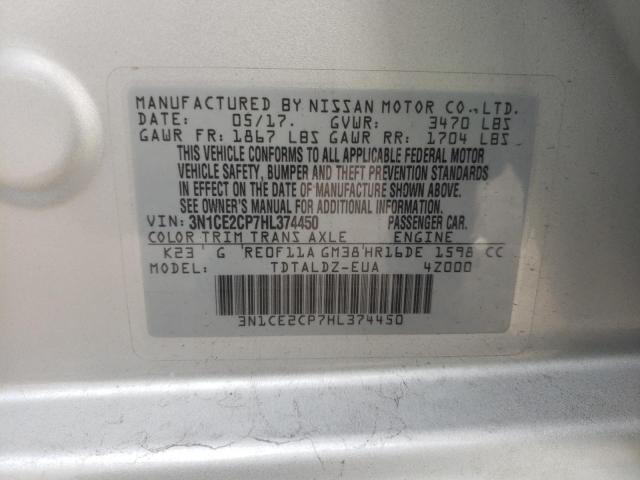 MANUFACTURED BY NISSAN MOTOR CO.,LTD.
DATE: 05/17. GVWR: 3470 LBS
GAWR FR: 1867 LBS GAWR RR: 1704 LBS
THIS VEHICLE CONFORMS TO ALL APPLICABLE FEDERAL MOTOR
VEHICLE SAFETY, BUMPER AND THEFT PREVENTION STANDARDS
IN EFFECT ON THE DATE OF MANUFACTURE SHOWN ABOVE.
SEE OWNER'S MANUAL FOR ADDITIONAL INFORMATION.
VIN: 3N1CE2CP7HL374450 PASSENGER CAR.
COLOR TRIM TRANS AXLE ENGINE
K23 ' G 'RE0F11A GM38'HR16DE 1598 CC
MODEL: TDTALDZ-EUA 4Z000
3N1CE2CP7HL374450